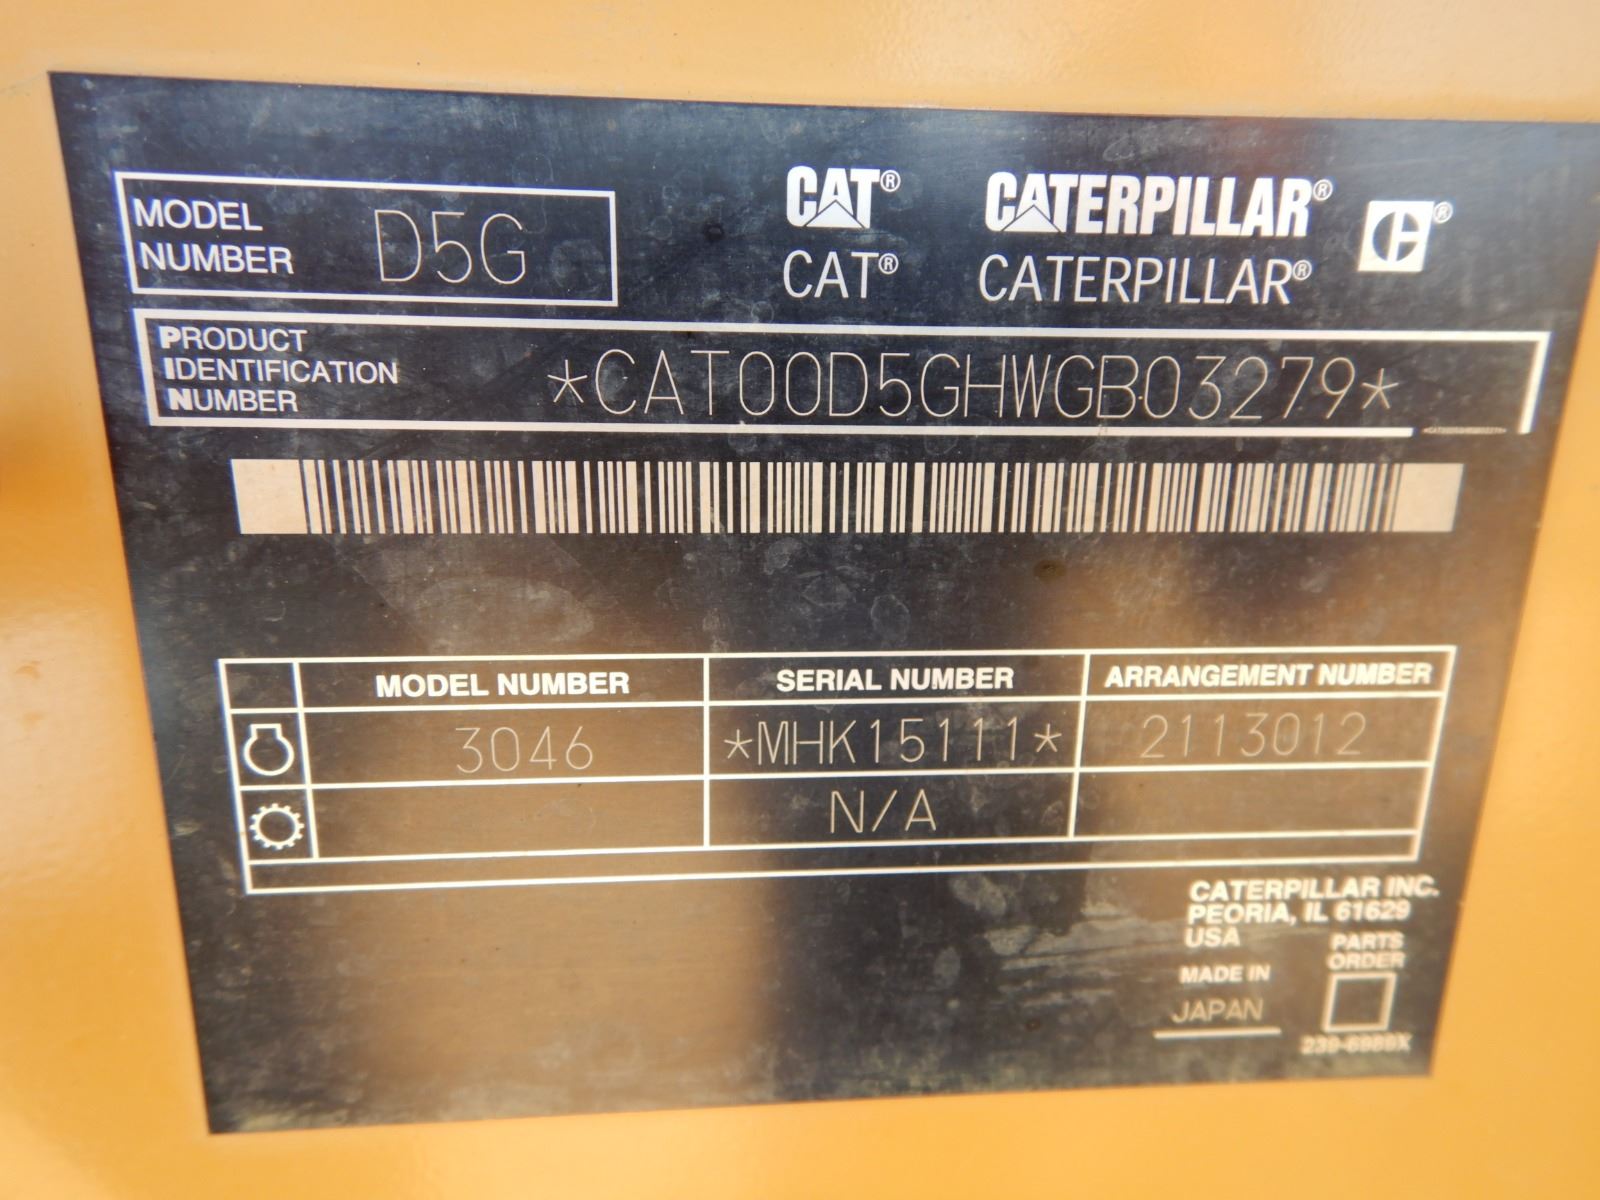 MODEL
NUMBER
D5G
CAT® CATERPILLAR® ®
CAT® CATERPILLAR®
PRODUCT
IDENTIFICATION
NUMBER
*CAT00D5GHWGB03279*
MODEL NUMBER SERIAL NUMBER ARRANGEMENT NUMBER
3046 *MHK15111* 2113012
N/A
CATERPILLAR INC.
PEORIA, IL 61629
USA
PARTS
ORDER
MADE IN
JAPAN